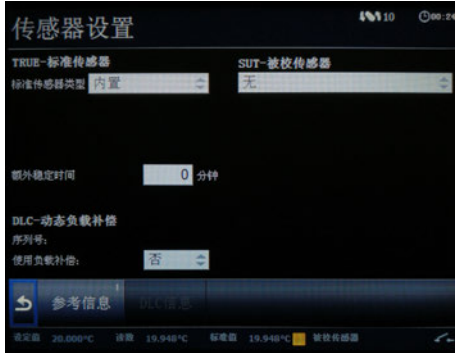 传感器设置 10 00:24
TRUE-标准传感器 SUT-被校传感器
标准传感器类型 内置 无
额外稳定时间 0 分钟
DLC-动态负载补偿
序列号:
使用负载补偿: 否
参考信息 DLC信息
设定值 20.000°C 读数 19.948°C 标准值 19.948°C 被校传感器